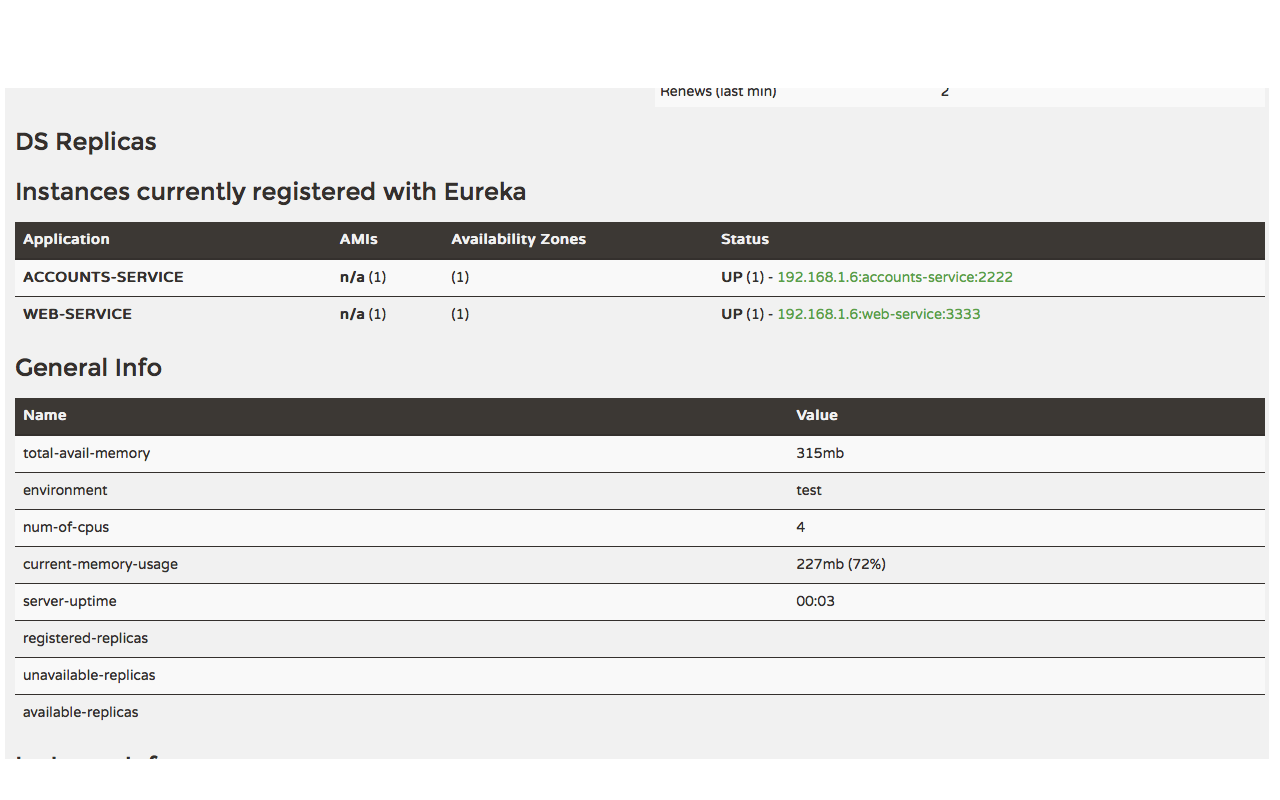 Renews (last min) 2
DS Replicas
Instances currently registered with Eureka
Application AMIs Availability Zones Status
ACCOUNTS-SERVICE n/a (1) (1) UP (1) - 192.168.1.6:accounts-service:2222
WEB-SERVICE n/a (1) (1) UP (1) - 192.168.1.6:web-service:3333
General Info
Name Value
total-avail-memory 315mb
environment test
num-of-cpus 4
current-memory-usage 227mb (72%)
server-uptime 00:03
registered-replicas
unavailable-replicas
available-replicas